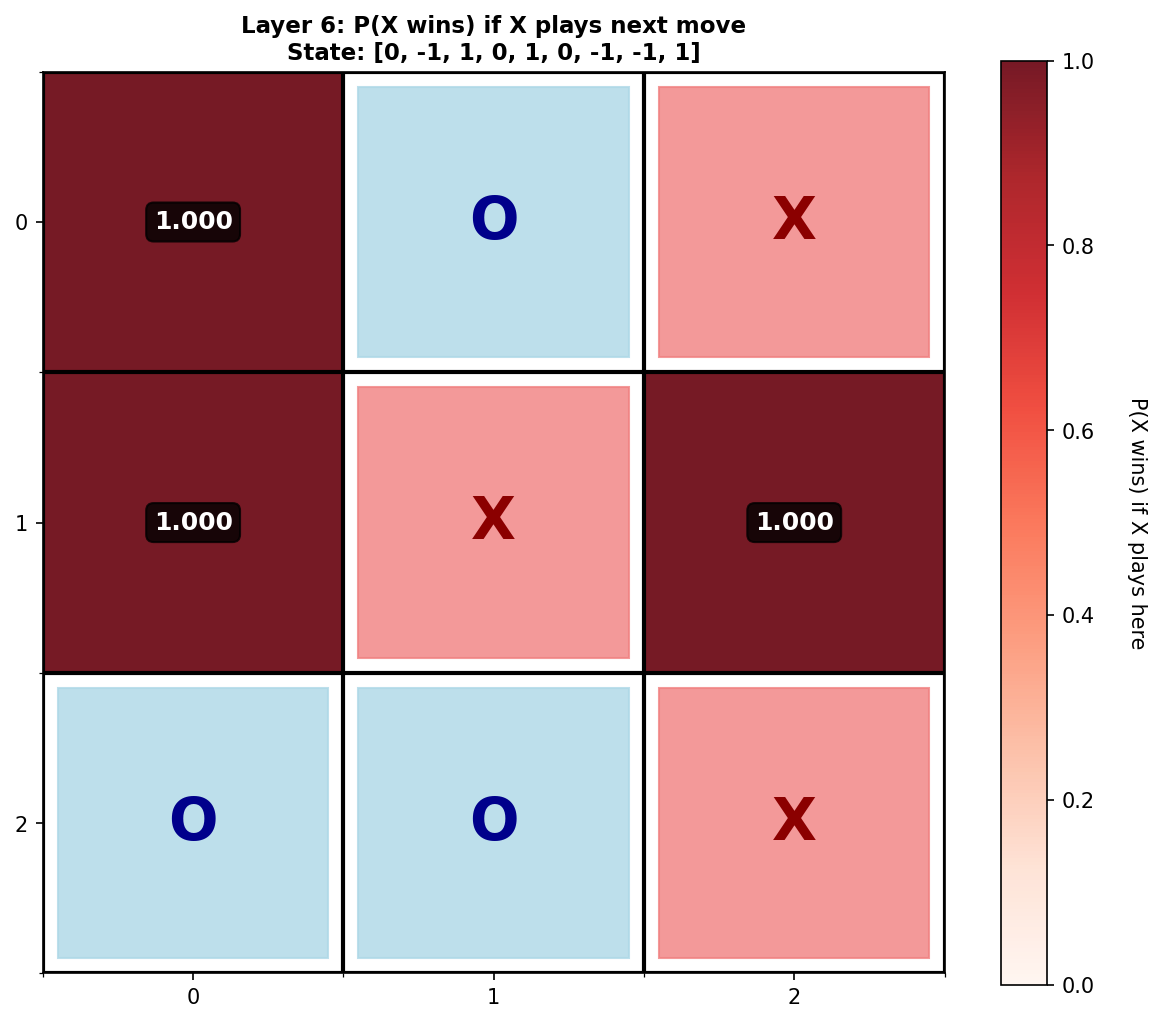 Layer 6: P(X wins) if X plays next move
State: [0, -1, 1, 0, 1, 0, -1, -1, 1]
0
1.000
O
X
1
1.000
X
1.000
2
O
O
X
0
1
2
1.0
0.8
0.6
0.4
0.2
0.0
P(X wins) if X plays here